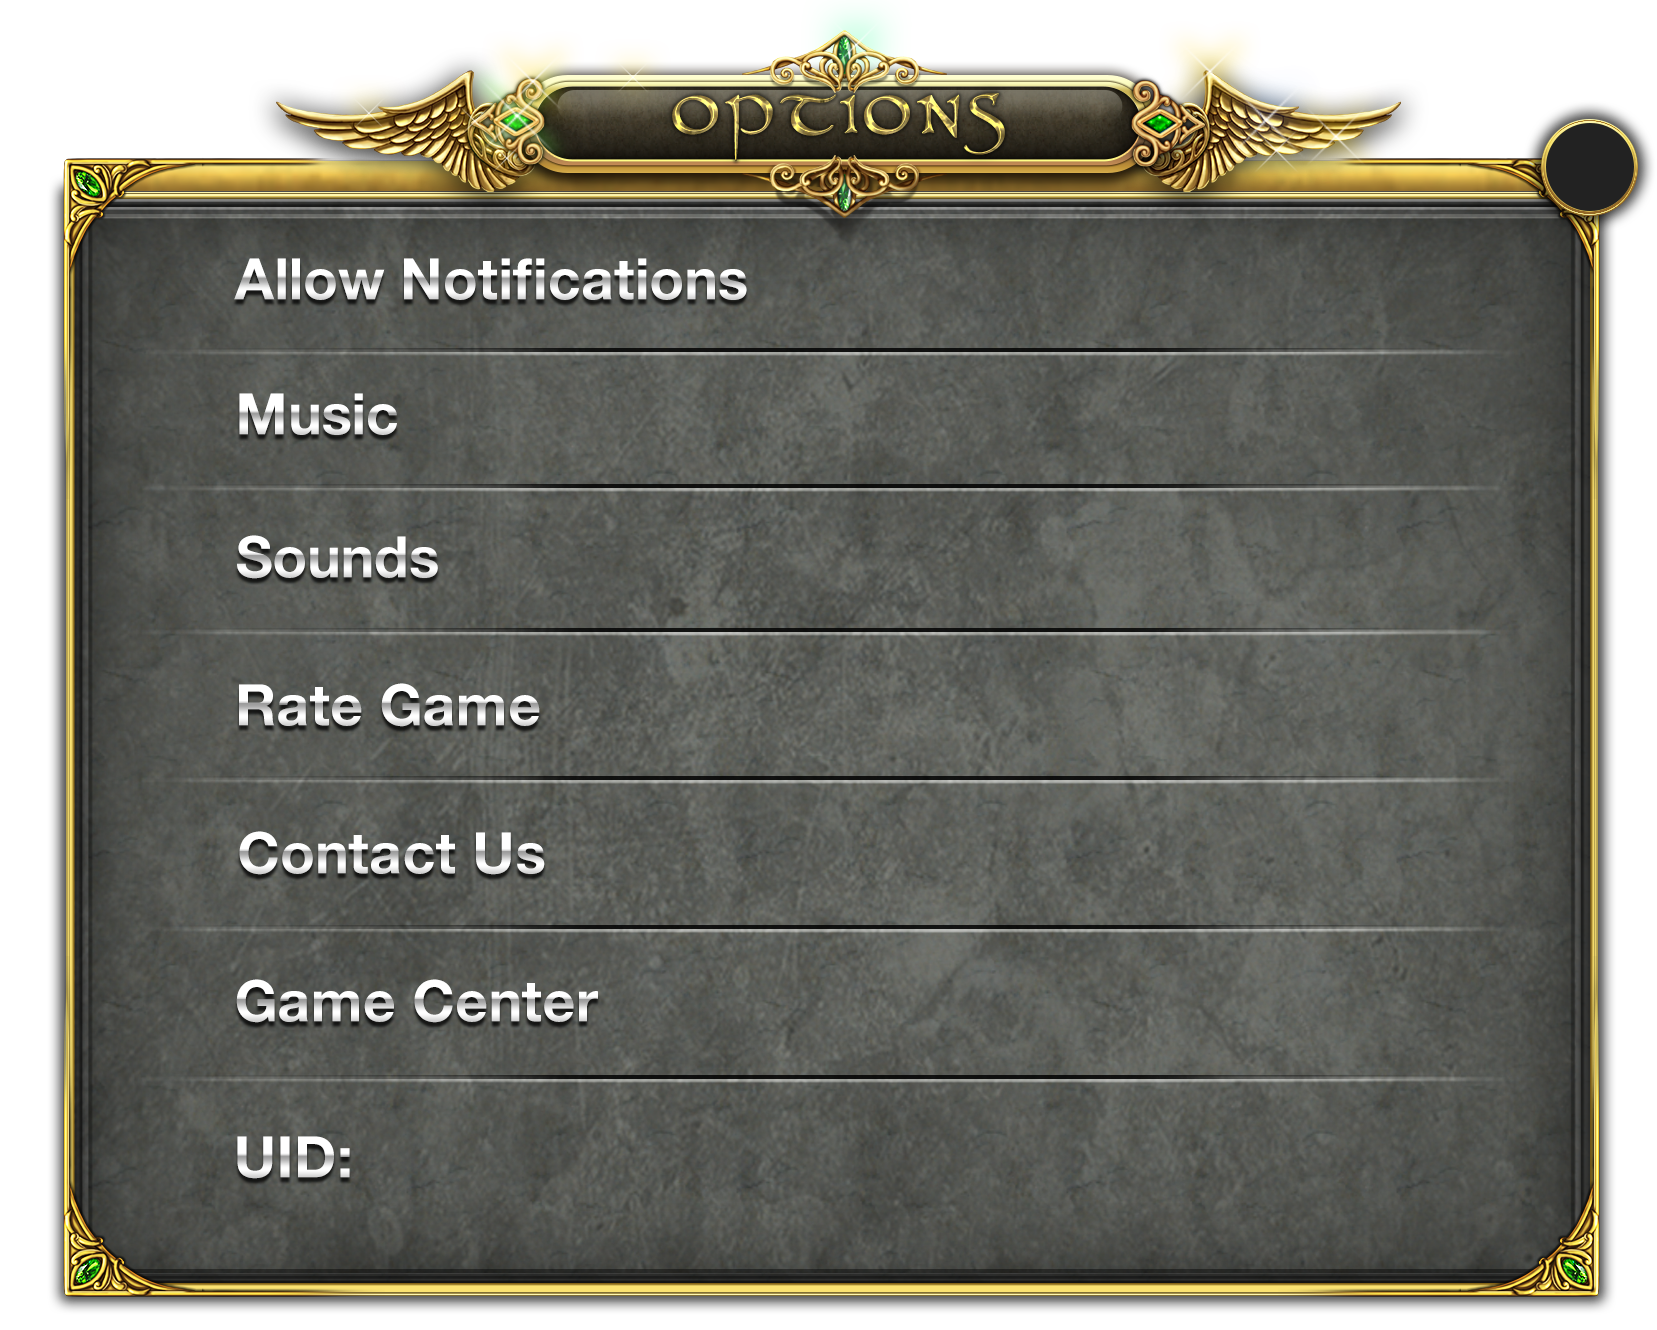 OPTIONS
Allow Notifications
Music
Sounds
Rate Game
Contact Us
Game Center
UID: